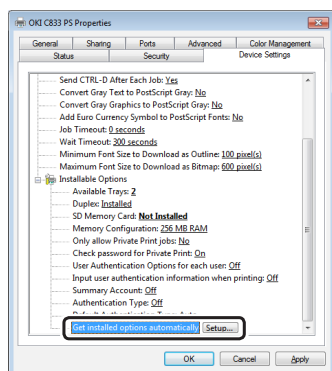 OKI C833 PS Properties
General Sharing Ports Advanced Color Management
Status Security Device Settings
Send CTRL-D After Each Job: Yes
Convert Gray Text to PostScript Gray: No
Convert Gray Graphics to PostScript Gray: No
Add Euro Currency Symbol to PostScript Fonts: No
Job Timeout: 0 seconds
Wait Timeout: 300 seconds
Minimum Font Size to Download as Outline: 100 pixel(s)
Maximum Font Size to Download as Bitmap: 600 pixel(s)
Installable Options
Available Trays: 2
Duplex: Installed
SD Memory Card: Not Installed
Memory Configuration: 256 MB RAM
Only allow Private Print jobs: No
Check password for Private Print: On
User Authentication Options for each user: Off
Input user authentication information when printing: Off
Summary Account: Off
Authentication Type: Off
Get installed options automatically Setup...
OK Cancel Apply